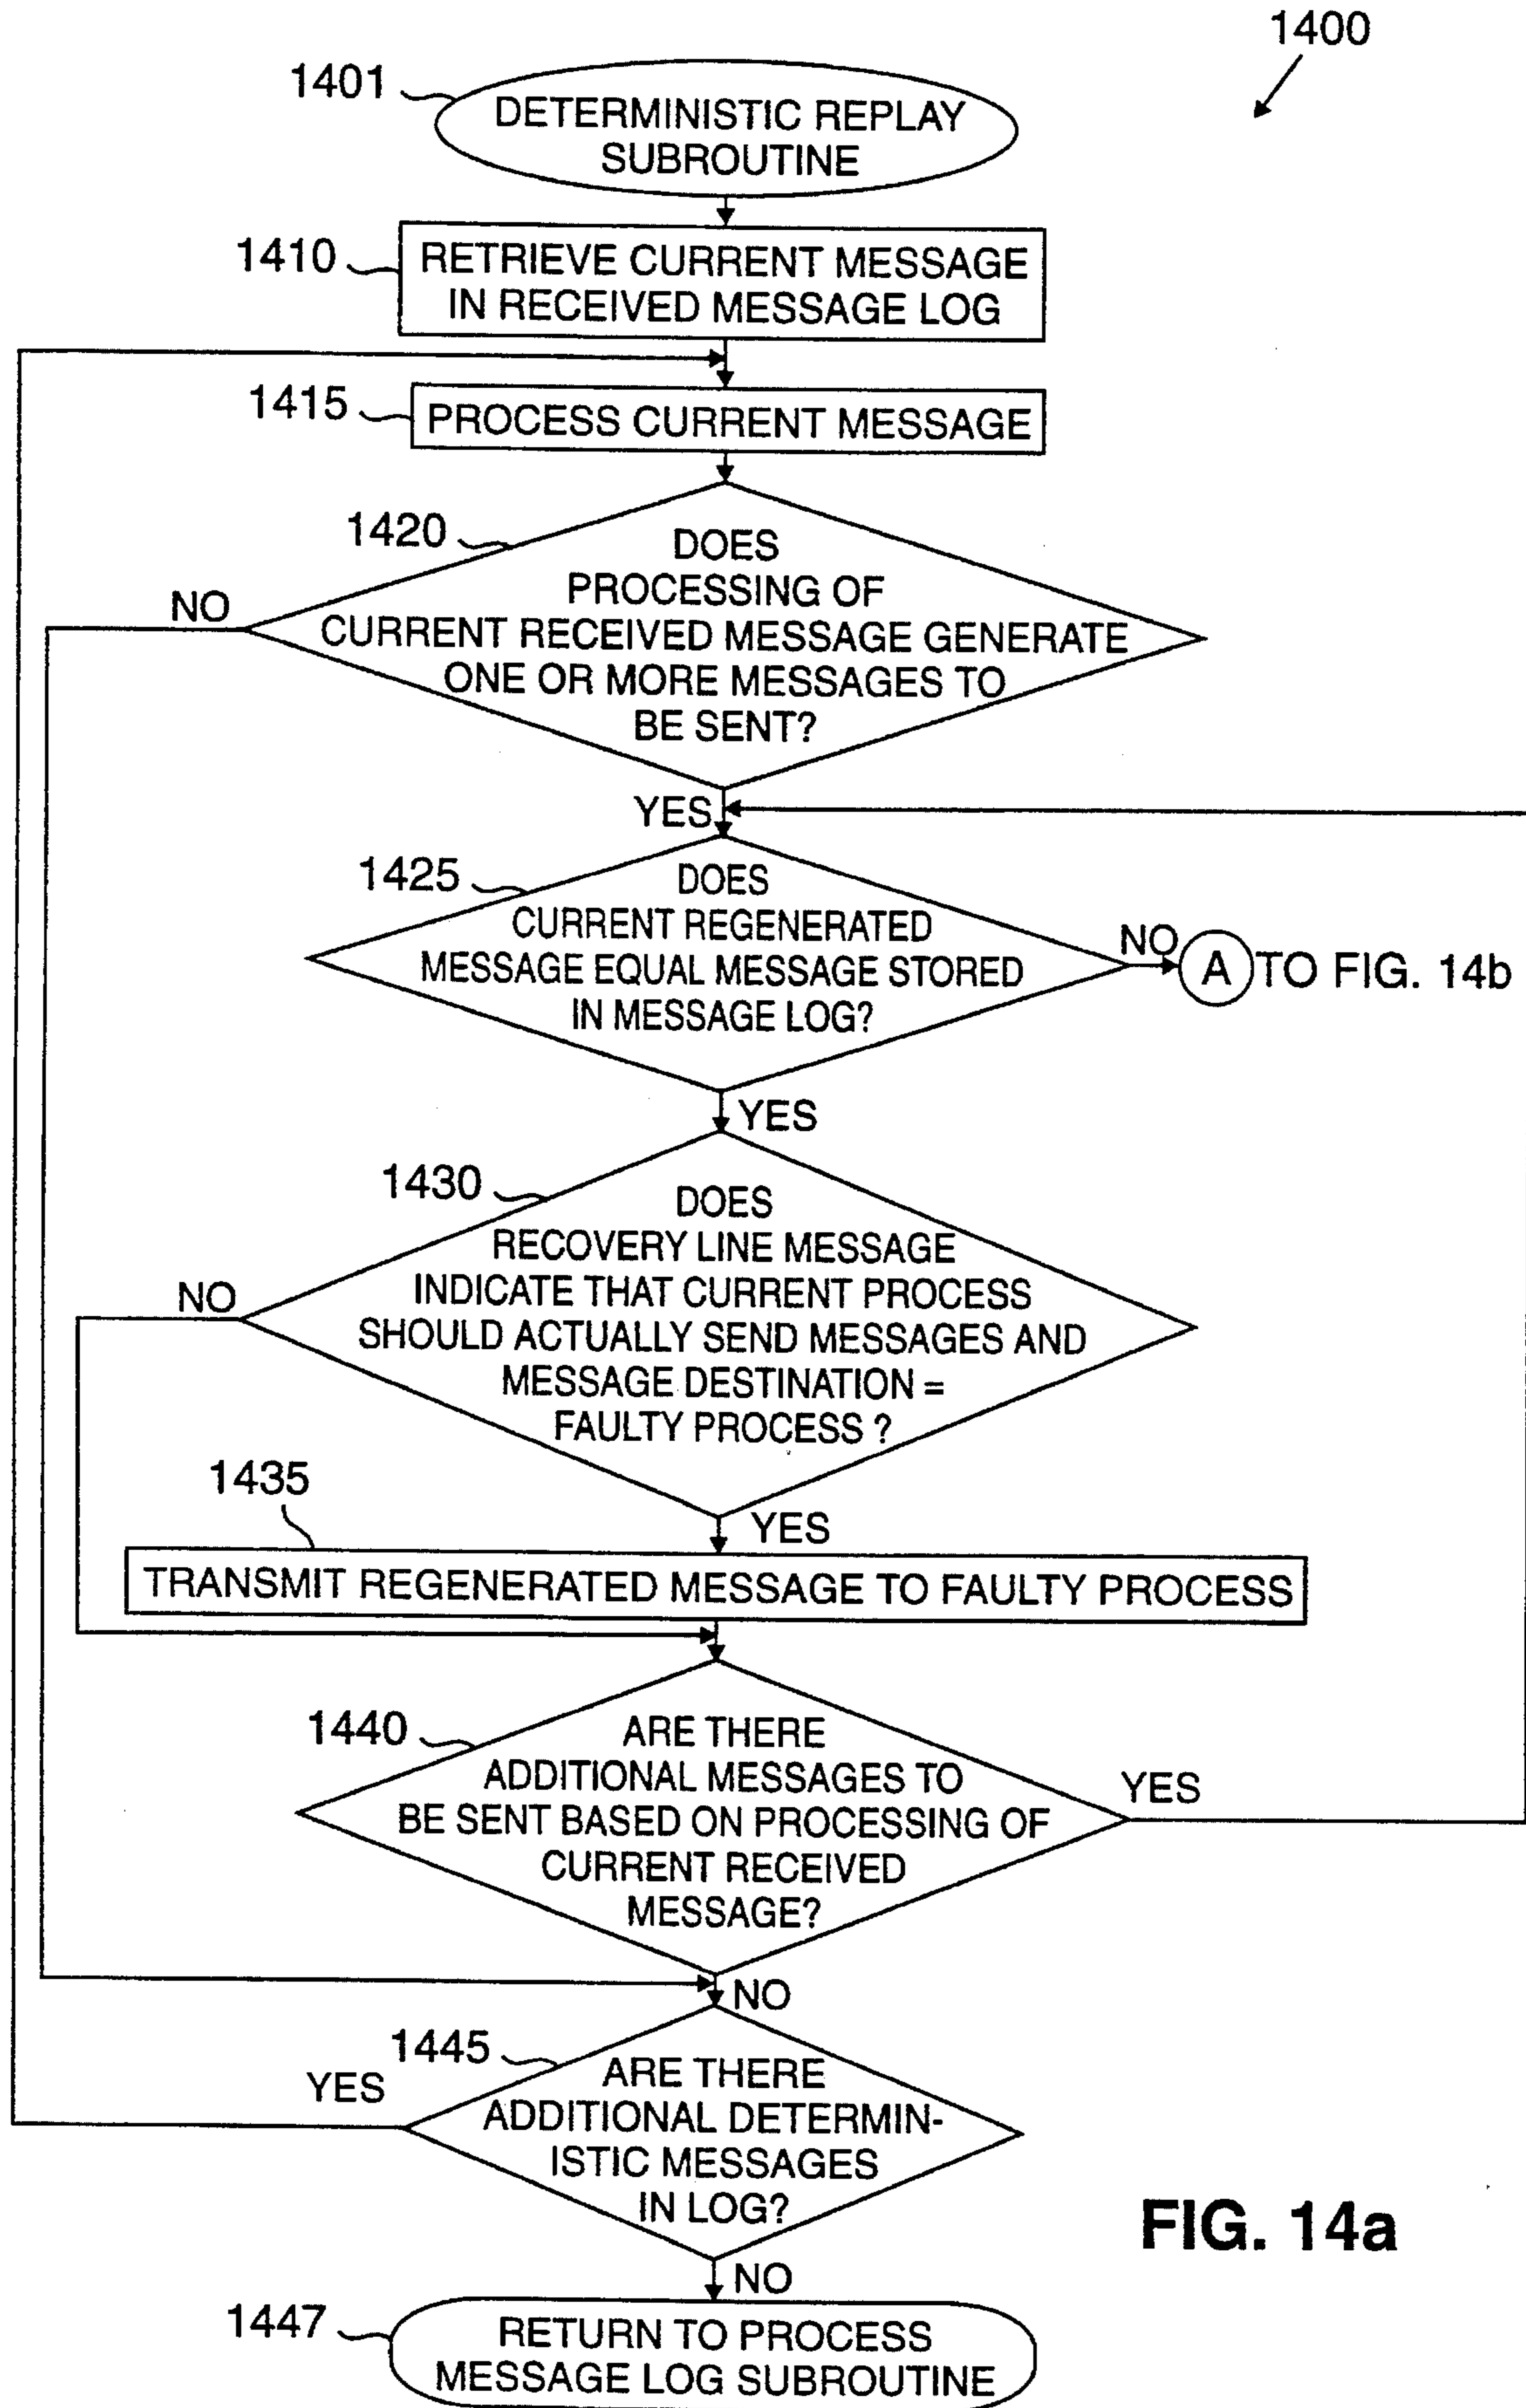 1400
1401
DETERMINISTIC REPLAY
SUBROUTINE
1410
RETRIEVE CURRENT MESSAGE
IN RECEIVED MESSAGE LOG
1415
PROCESS CURRENT MESSAGE
1420
DOES
PROCESSING OF
CURRENT RECEIVED MESSAGE GENERATE
ONE OR MORE MESSAGES TO
BE SENT?
NO
YES
1425
DOES
CURRENT REGENERATED
MESSAGE EQUAL MESSAGE STORED
IN MESSAGE LOG?
NO
A TO FIG. 14b
YES
1430
DOES
RECOVERY LINE MESSAGE
INDICATE THAT CURRENT PROCESS
SHOULD ACTUALLY SEND MESSAGES AND
MESSAGE DESTINATION =
FAULTY PROCESS ?
NO
YES
1435
TRANSMIT REGENERATED MESSAGE TO FAULTY PROCESS
1440
ARE THERE
ADDITIONAL MESSAGES TO
BE SENT BASED ON PROCESSING OF
CURRENT RECEIVED
MESSAGE?
YES
NO
1445
ARE THERE
ADDITIONAL DETERMIN-
ISTIC MESSAGES
IN LOG?
YES
NO
1447
RETURN TO PROCESS
MESSAGE LOG SUBROUTINE
FIG. 14a